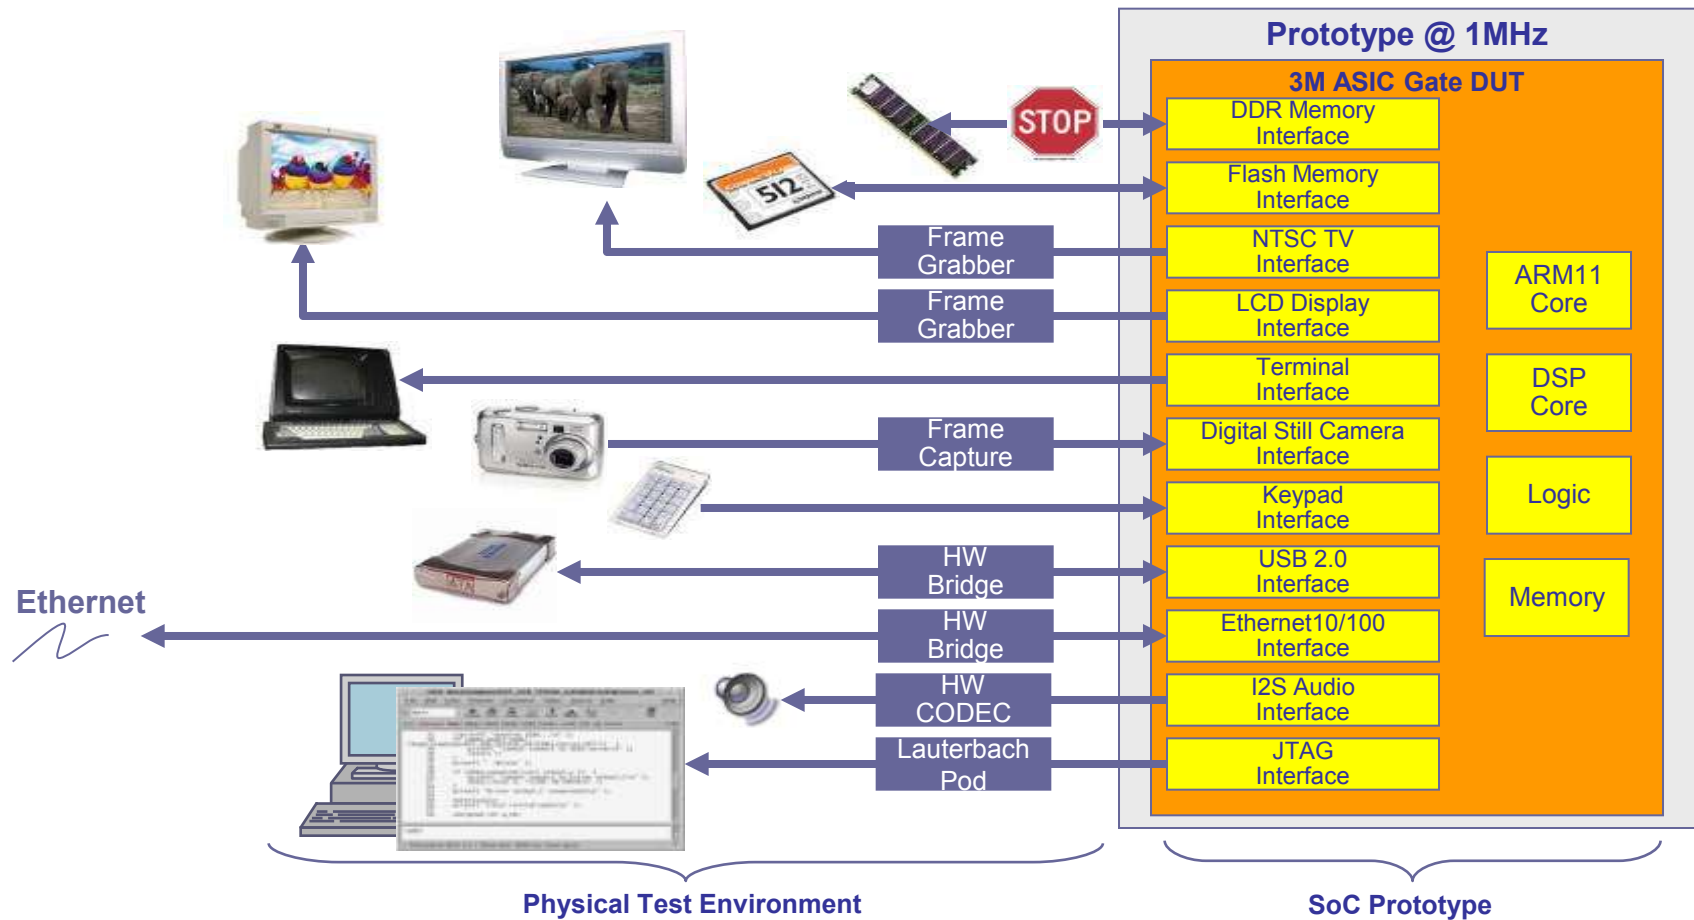 Prototype @ 1MHz
3M ASIC Gate DUT
DDR Memory
Interface
STOP
Flash Memory
Interface
512
NTSC TV
Interface
Frame
Grabber
LCD Display
Interface
Frame
Grabber
ARM11
Core
Terminal
Interface
DSP
Core
Digital Still Camera
Interface
Frame
Capture
Keypad
Interface
Logic
USB 2.0
Interface
HW
Bridge
Memory
Ethernet
Ethernet10/100
Interface
HW
Bridge
I2S Audio
Interface
HW
CODEC
JTAG
Interface
Lauterbach
Pod
Physical Test Environment
SoC Prototype